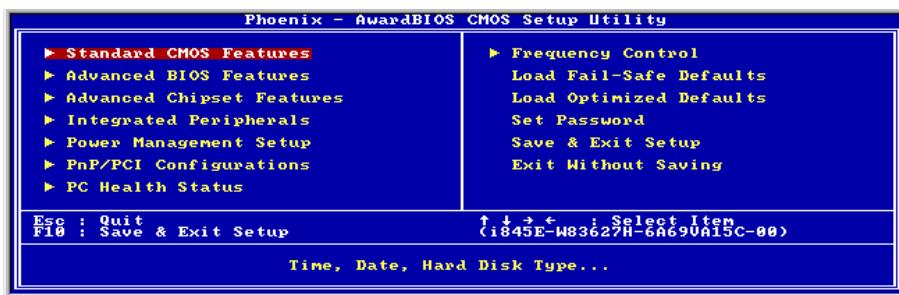 Phoenix - AwardBIOS CMOS Setup Utility
► Standard CMOS Features
► Advanced BIOS Features
► Advanced Chipset Features
► Integrated Peripherals
► Power Management Setup
► PnP/PCI Configurations
► PC Health Status
► Frequency Control
Load Fail-Safe Defaults
Load Optimized Defaults
Set Password
Save & Exit Setup
Exit Without Saving
Esc : Quit
F10 : Save & Exit Setup
↑ ↓ → ← : Select Item
(i845E-W83627H-6A69VA15C-00)
Time, Date, Hard Disk Type...